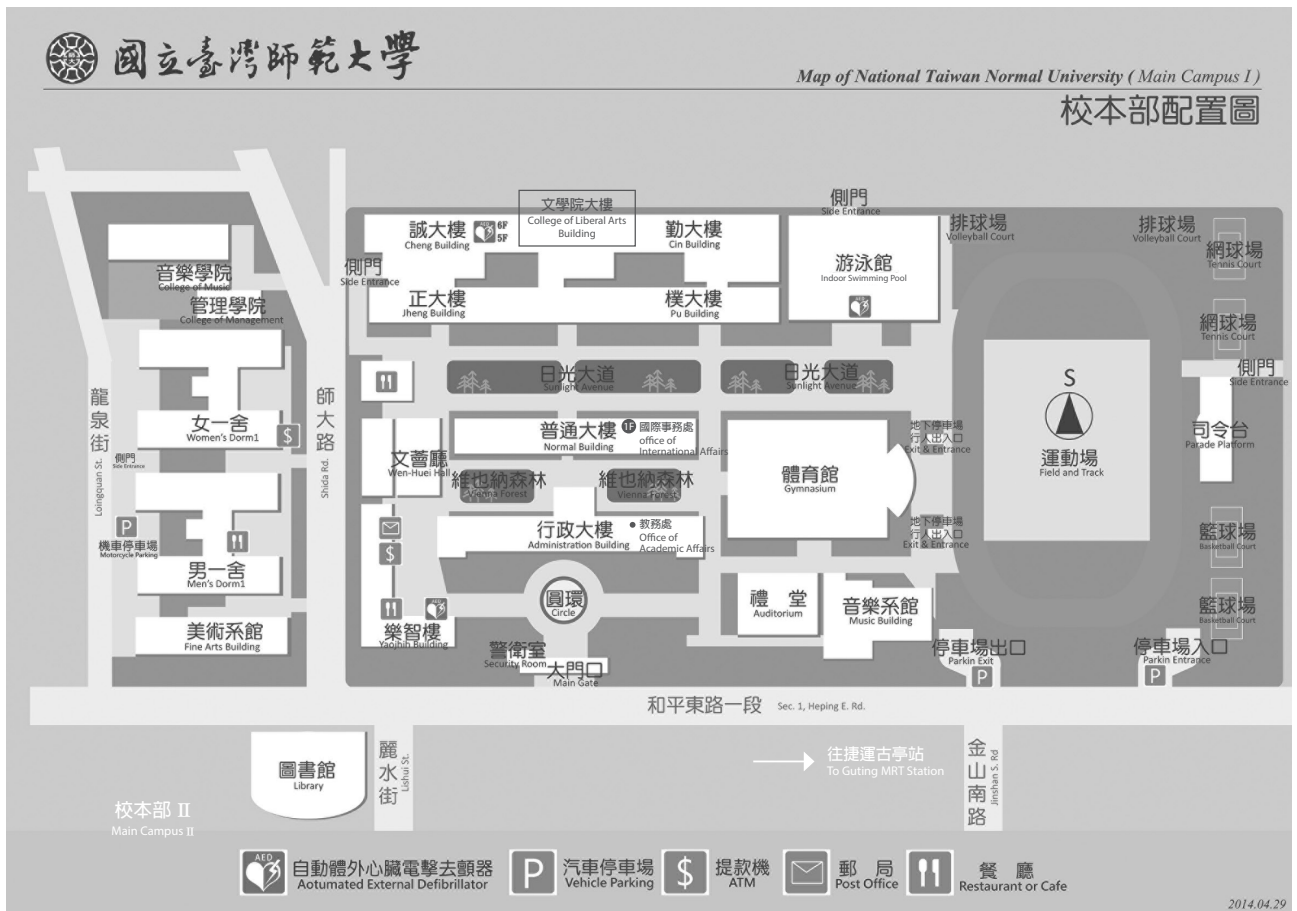 國立臺灣師範大學
Map of National Taiwan Normal University ( Main Campus I )
校本部配置圖
文學院大樓
College of Liberal Arts
Building
誠大樓
Cheng Building
AED
6F
5F
勤大樓
Cin Building
側門
Side Entrance
排球場
Volleyball Court
排球場
Volleyball Court
網球場
Tennis Court
音樂學院
College of Music
管理學院
College of Management
側門
Side Entrance
正大樓
Jheng Building
樸大樓
Pu Building
游泳館
Indoor Swimming Pool
AED
網球場
Tennis Court
日光大道
Sunlight Avenue
日光大道
Sunlight Avenue
側門
Side Entrance
S
運動場
Field and Track
司令台
Parade Platform
龍泉街
Loingquan St.
女一舍
Women's Dorm1
$
師大路
Shida Rd.
文薈廳
Wen-Huei Hall
普通大樓
Normal Building
1F 國際事務處
office of
International Affairs
體育館
Gymnasium
地下停車場
行人出入口
Exit & Entrance
側門
Side Entrance
維也納森林
Vienna Forest
維也納森林
Vienna Forest
P
機車停車場
Motorcycle Parking
$
行政大樓
Administration Building
教務處
Office of
Academic Affairs
地下停車場
行人出入口
Exit & Entrance
籃球場
Basketball Court
男一舍
Men's Dorm1
圓環
Circle
禮 堂
Auditorium
音樂系館
Music Building
籃球場
Basketball Court
美術系館
Fine Arts Building
AED
樂智樓
Yaojhih Building
警衛室
Security Room
大門口
Main Gate
停車場出口
Parkin Exit
P
停車場入口
Parkin Entrance
P
和平東路一段 Sec. 1, Heping E. Rd.
圖書館
Library
麗水街
Lishui St.
往捷運古亭站
To Guting MRT Station
金山南路
Jinshan S. Rd
校本部 II
Main Campus II
AED
自動體外心臟電擊去顫器
Aotumated External Defibrillator
P
汽車停車場
Vehicle Parking
$
提款機
ATM
郵 局
Post Office
餐 廳
Restaurant or Cafe
2014.04.29